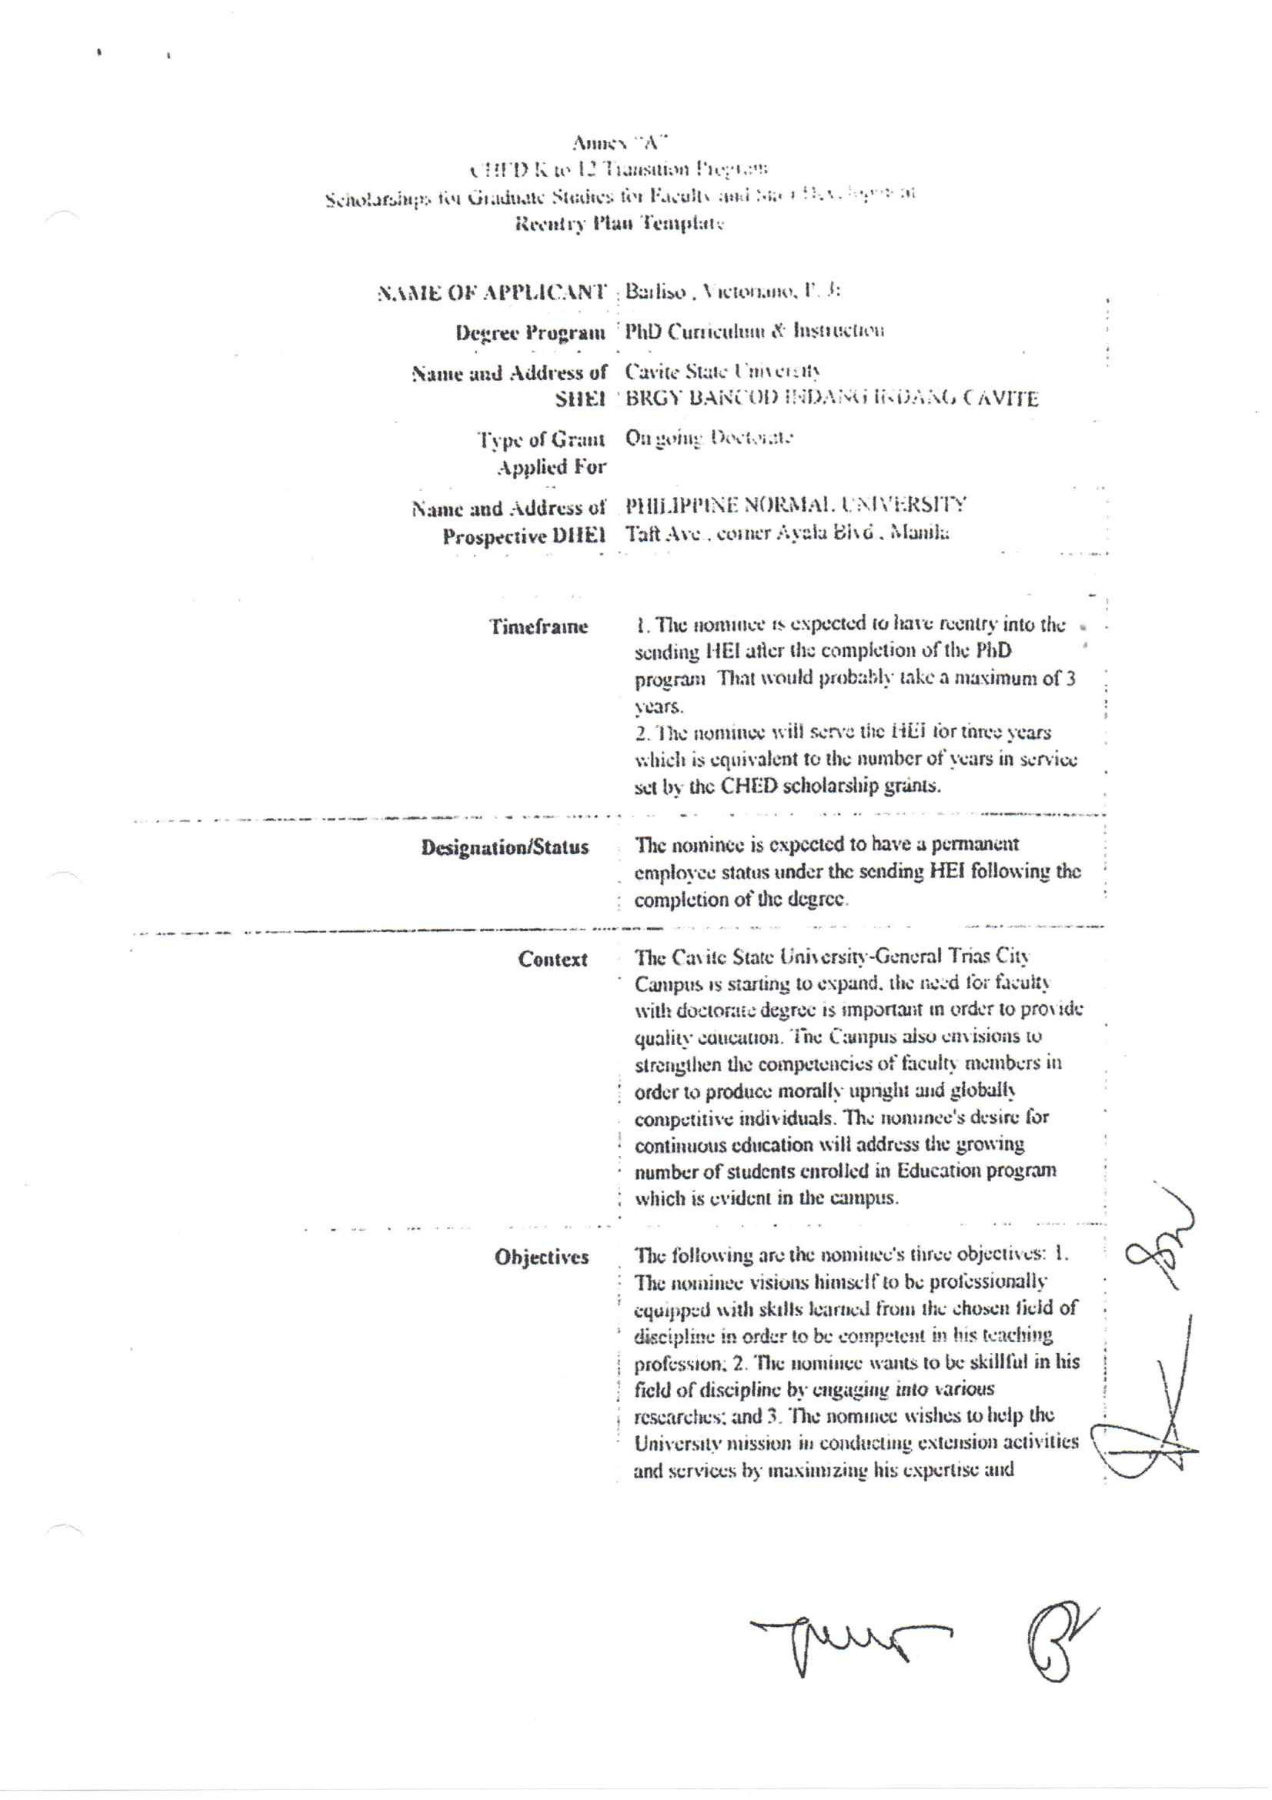 Annex "A"
CHED K to 12 Transition Program
Scholarships for Graduate Studies for Faculty and Staff Development
Reentry Plan Template
NAME OF APPLICANT : Barliso , Victoriano, P. Jr
Degree Program PhD Curriculum & Instruction
Name and Address of Cavite State University
SHEI BRGY BANCOD INDANG INDANG CAVITE
Type of Grant On going Doctorate
Applied For
Name and Address of PHILIPPINE NORMAL UNIVERSITY
Prospective DHEI Taft Ave , corner Ayala Blvd , Manila
Timeframe 1. The nominee is expected to have reentry into the
sending HEI after the completion of the PhD
program That would probably take a maximum of 3
years.
2. The nominee will serve the HEI for three years
which is equivalent to the number of years in service
set by the CHED scholarship grants.
Designation/Status The nominee is expected to have a permanent
employee status under the sending HEI following the
completion of the degree.
Context The Cavite State University-General Trias City
Campus is starting to expand, the need for faculty
with doctorate degree is important in order to provide
quality education. The Campus also envisions to
strengthen the competencies of faculty members in
order to produce morally upright and globally
competitive individuals. The nominee's desire for
continuous education will address the growing
number of students enrolled in Education program
which is evident in the campus.
Objectives The following are the nominee's three objectives: 1.
The nominee visions himself to be professionally
equipped with skills learned from the chosen field of
discipline in order to be competent in his teaching
profession; 2. The nominee wants to be skillful in his
field of discipline by engaging into various
researches; and 3. The nominee wishes to help the
University mission in conducting extension activities
and services by maximizing his expertise and